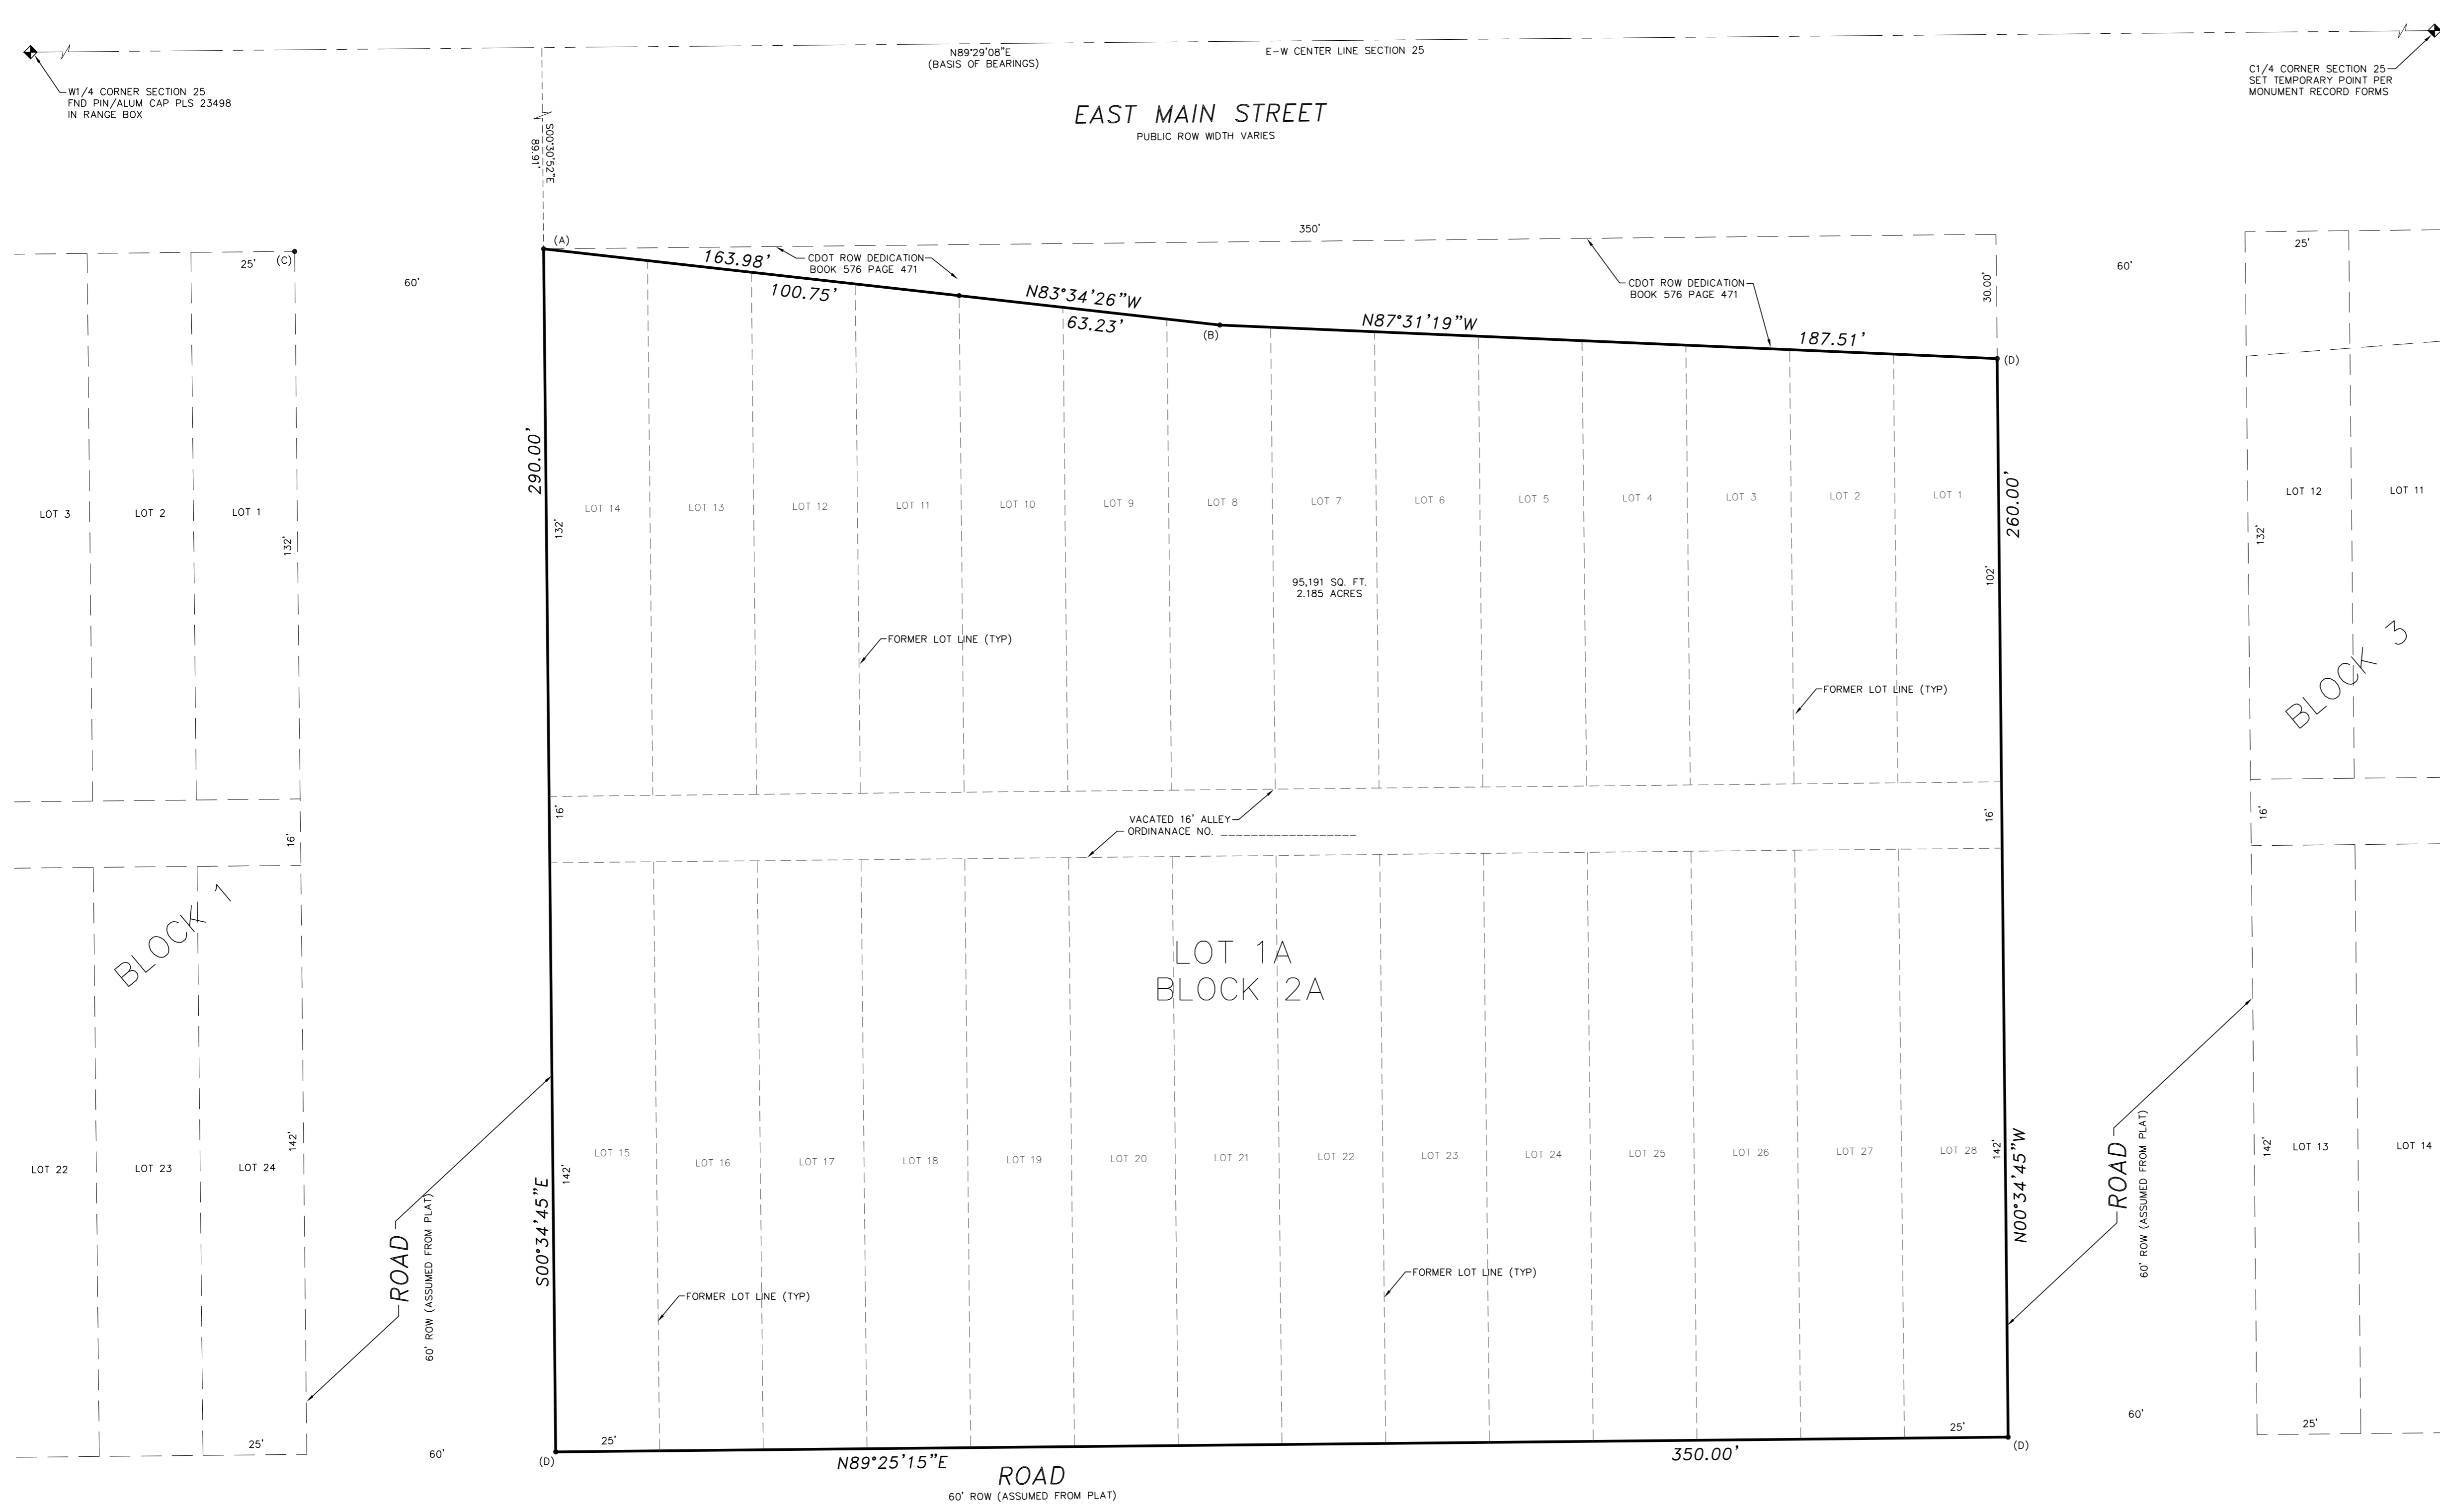 N89°29'08"E
(BASIS OF BEARINGS)
E-W CENTER LINE SECTION 25
W1/4 CORNER SECTION 25
FND PIN/ALUM CAP PLS 23498
IN RANGE BOX
C1/4 CORNER SECTION 25
SET TEMPORARY POINT PER
MONUMENT RECORD FORMS
EAST MAIN STREET
PUBLIC ROW WIDTH VARIES
S00°30'52"E
89.91'
(A)
350'
25'
(C)
60'
163.98'
100.75'
CDOT ROW DEDICATION
BOOK 576 PAGE 471
N83°34'26"W
63.23'
(B)
N87°31'19"W
187.51'
CDOT ROW DEDICATION
BOOK 576 PAGE 471
30.00'
(D)
60'
25'
290.00'
132'
260.00'
102'
LOT 3
LOT 2
LOT 1
132'
LOT 14
LOT 13
LOT 12
LOT 11
LOT 10
LOT 9
LOT 8
LOT 7
LOT 6
LOT 5
LOT 4
LOT 3
LOT 2
LOT 1
132'
LOT 12
LOT 11
95,191 SQ. FT.
2.185 ACRES
FORMER LOT LINE (TYP)
FORMER LOT LINE (TYP)
BLOCK 3
16'
16'
VACATED 16' ALLEY
ORDINANACE NO. __________________
16'
16'
BLOCK 1
LOT 1A
BLOCK 2A
LOT 22
LOT 23
LOT 24
142'
142'
LOT 15
LOT 16
LOT 17
LOT 18
LOT 19
LOT 20
LOT 21
LOT 22
LOT 23
LOT 24
LOT 25
LOT 26
LOT 27
LOT 28
142'
142'
LOT 13
LOT 14
S00°34'45"E
N00°34'45"W
ROAD
60' ROW (ASSUMED FROM PLAT)
ROAD
60' ROW (ASSUMED FROM PLAT)
FORMER LOT LINE (TYP)
FORMER LOT LINE (TYP)
25'
60'
(D)
25'
N89°25'15"E
350.00'
25'
(D)
60'
25'
ROAD
60' ROW (ASSUMED FROM PLAT)